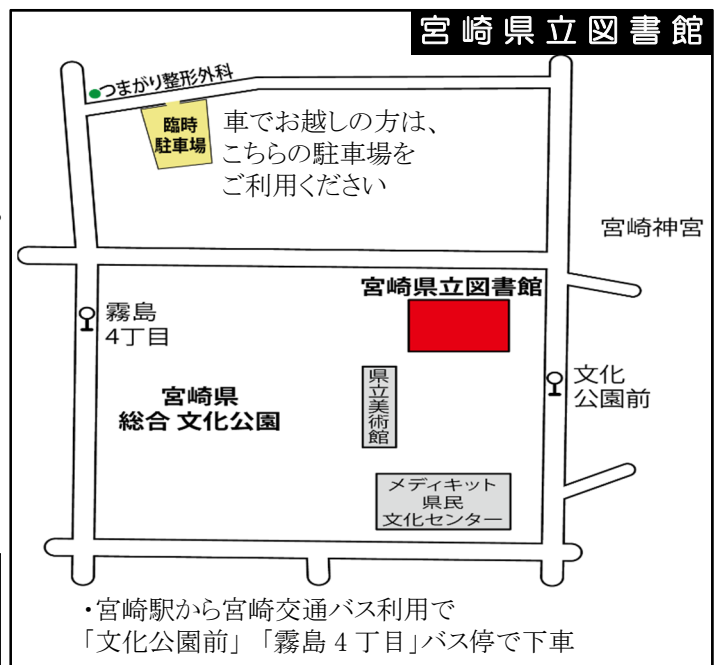 宮崎県立図書館
つまがり整形外科
臨時
駐車場
車でお越しの方は、
こちらの駐車場を
ご利用ください
宮崎神宮
宮崎県立図書館
霧島
4丁目
県立美術館
文化
公園前
宮崎県
総合 文化公園
メディキット
県民
文化センター
・宮崎駅から宮崎交通バス利用で
「文化公園前」「霧島４丁目」バス停で下車